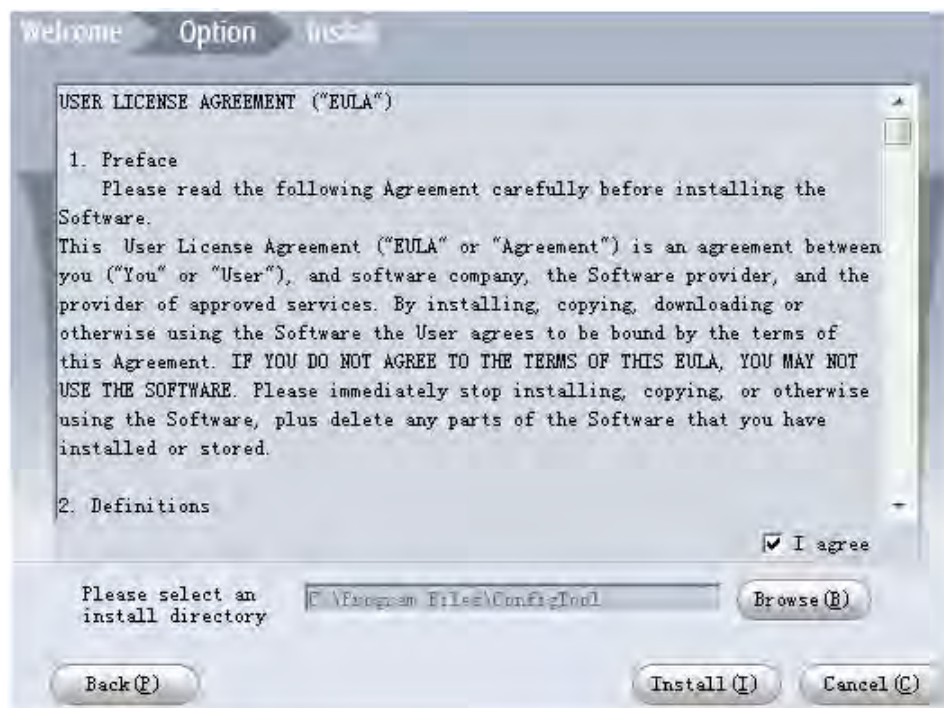 Welcome Option Install
USER LICENSE AGREEMENT ("EULA")
1. Preface
Please read the following Agreement carefully before installing the
Software.
This User License Agreement ("EULA" or "Agreement") is an agreement between
you ("You" or "User"), and software company, the Software provider, and the
provider of approved services. By installing, copying, downloading or
otherwise using the Software the User agrees to be bound by the terms of
this Agreement. IF YOU DO NOT AGREE TO THE TERMS OF THIS EULA, YOU MAY NOT
USE THE SOFTWARE. Please immediately stop installing, copying, or otherwise
using the Software, plus delete any parts of the Software that you have
installed or stored.
2. Definitions
I agree
Please select an
install directory
C:\Program Files\ConfigTool
Browse(B)
Back(P) Install(I) Cancel(C)